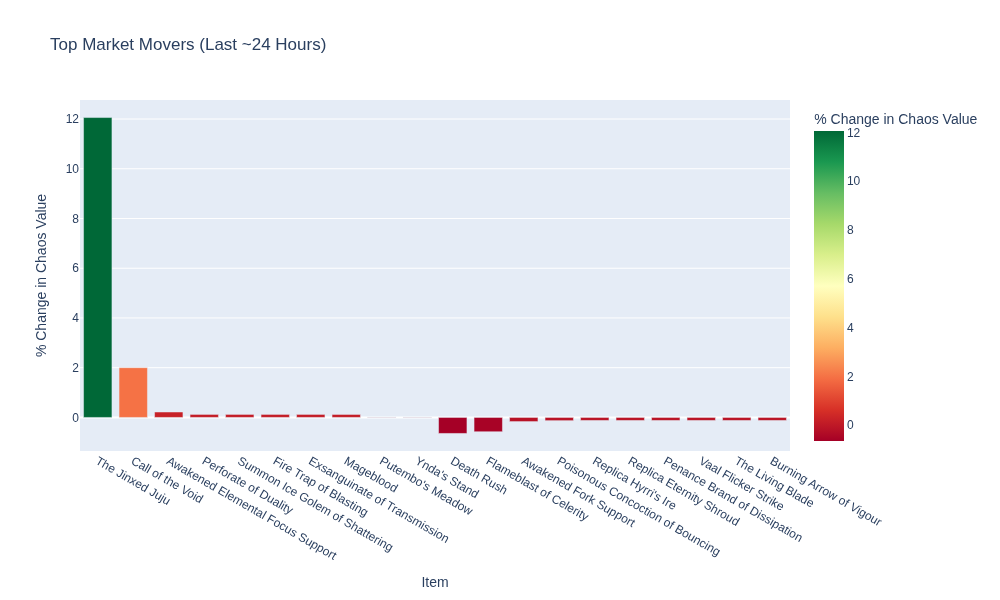 Top Market Movers (Last ~24 Hours)
% Change in Chaos Value
12
10
8
6
4
2
0
% Change in Chaos Value
12
10
8
6
4
2
0
The Jinxed Juju
Call of the Void
Awakened Elemental Focus Support
Perforate of Duality
Summon Ice Golem of Shattering
Fire Trap of Blasting
Exsanguinate of Transmission
Mageblood
Putembo's Meadow
Ynda's Stand
Death Rush
Flameblast of Celerity
Awakened Fork Support
Poisonous Concoction of Bouncing
Replica Hyrri's Ire
Replica Eternity Shroud
Penance Brand of Dissipation
Vaal Flicker Strike
The Living Blade
Burning Arrow of Vigour
Item